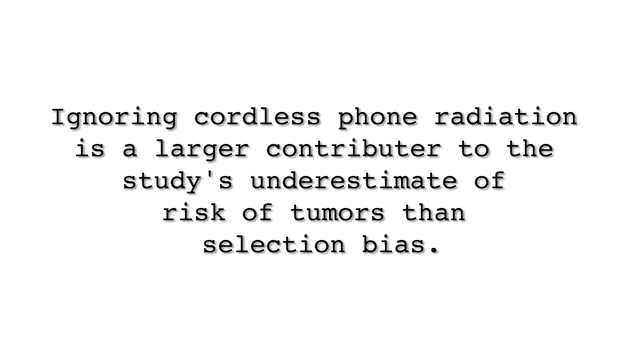 Ignoring cordless phone radiation
is a larger contributer to the
study's underestimate of
risk of tumors than
selection bias.